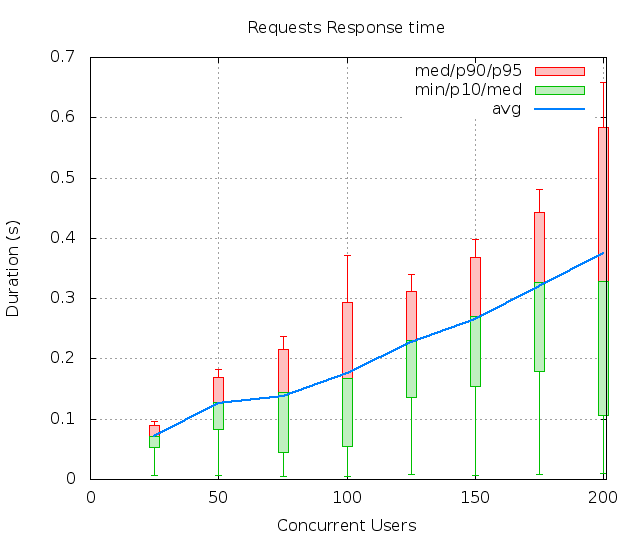 Requests Response time
0.7
0.6
0.5
0.4
0.3
0.2
0.1
0
Duration (s)
med/p90/p95
min/p10/med
avg
0
50
100
150
200
Concurrent Users